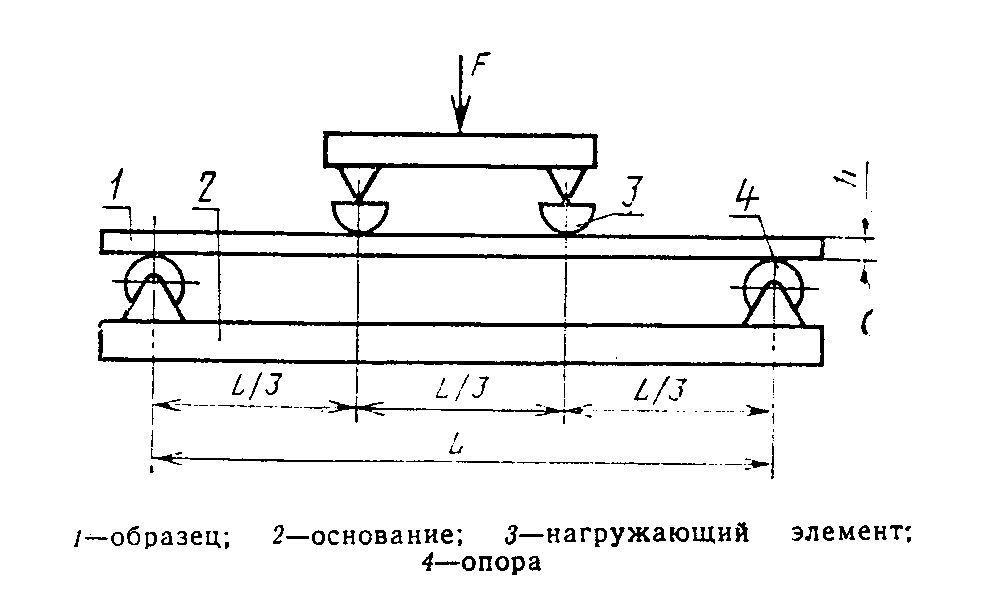 F
1 2 3 4 h
L/3 L/3 L/3
L
1—образец; 2—основание; 3—нагружающий элемент;
4—опора